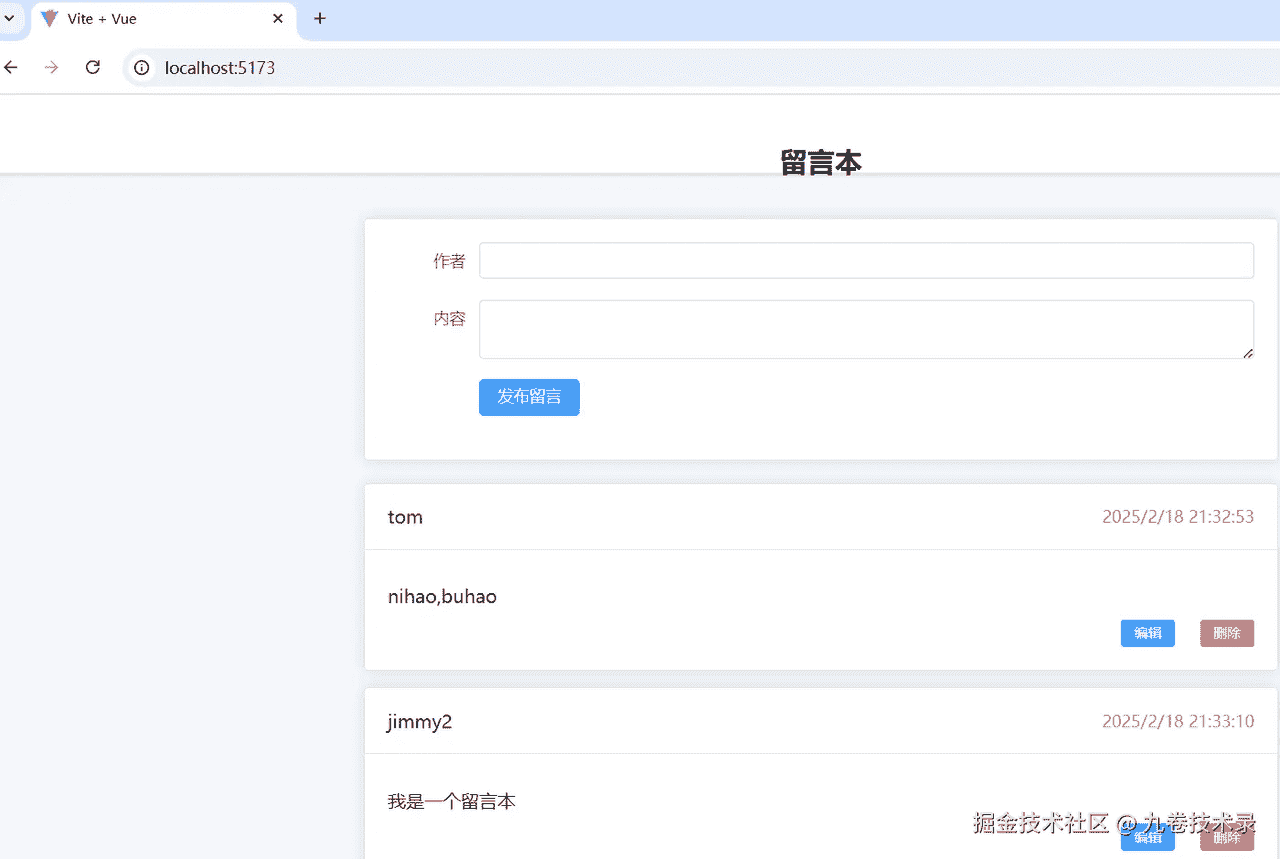 Vite + Vue
localhost:5173
留言本
作者
内容
发布留言
tom 2025/2/18 21:32:53
nihao,buhao
编辑 删除
jimmy2 2025/2/18 21:33:10
我是一个留言本
编辑 删除
掘金技术社区 @ 九卷技术录